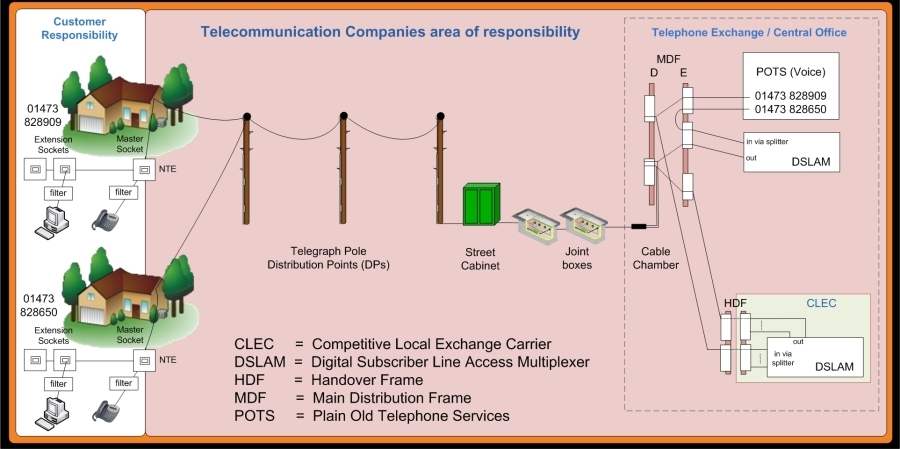 Customer
Responsibility
Telecommunication Companies area of responsibility
Telephone Exchange / Central Office
01473
828909
Extension
Sockets
Master
Socket
NTE
filter
filter
01473
828650
Extension
Sockets
Master
Socket
NTE
filter
filter
Telegraph Pole
Distribution Points (DPs)
Street
Cabinet
Joint
boxes
Cable
Chamber
MDF
D E
POTS (Voice)
01473 828909
01473 828650
in via splitter
out
DSLAM
HDF
CLEC
out
in via
splitter
DSLAM
CLEC = Competitive Local Exchange Carrier
DSLAM = Digital Subscriber Line Access Multiplexer
HDF = Handover Frame
MDF = Main Distribution Frame
POTS = Plain Old Telephone Services